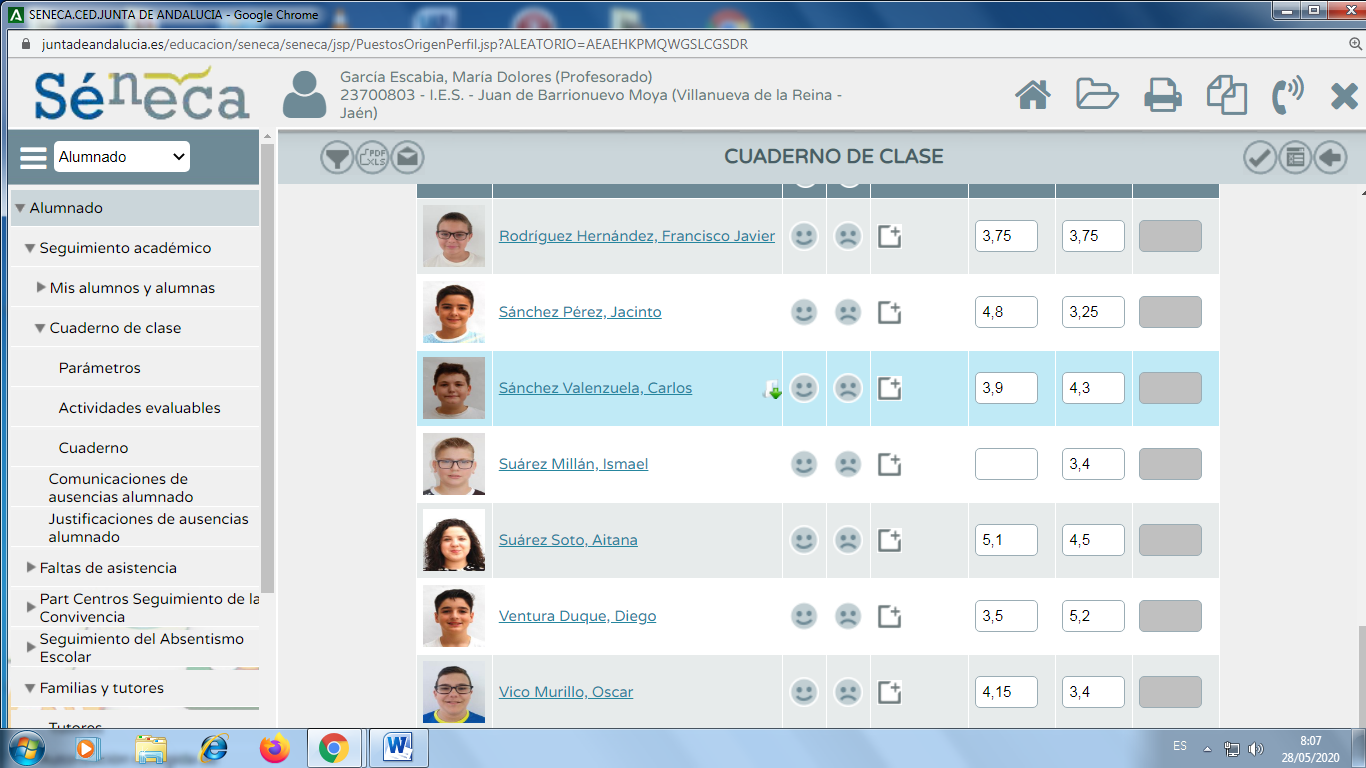 SENECA.CED.JUNTA DE ANDALUCIA - Google Chrome
juntadeandalucia.es/educacion/seneca/seneca/jsp/PuestosOrigenPerfil.jsp?ALEATORIO=AEAEHKPMQWGSLCGSDR
Séneca
García Escabia, María Dolores (Profesorado)
23700803 - I.E.S. - Juan de Barrionuevo Moya (Villanueva de la Reina -
Jaén)
Alumnado
PDF
XLS
CUADERNO DE CLASE
Alumnado
Seguimiento académico
Mis alumnos y alumnas
Cuaderno de clase
Parámetros
Actividades evaluables
Cuaderno
Comunicaciones de
ausencias alumnado
Justificaciones de ausencias
alumnado
Faltas de asistencia
Part Centros Seguimiento de la
Convivencia
Seguimiento del Absentismo
Escolar
Familias y tutores
Tutores
Rodríguez Hernández, Francisco Javier 3,75 3,75
Sánchez Pérez, Jacinto 4,8 3,25
Sánchez Valenzuela, Carlos 3,9 4,3
Suárez Millán, Ismael 3,4
Suárez Soto, Aitana 5,1 4,5
Ventura Duque, Diego 3,5 5,2
Vico Murillo, Oscar 4,15 3,4
ES
8:07
28/05/2020